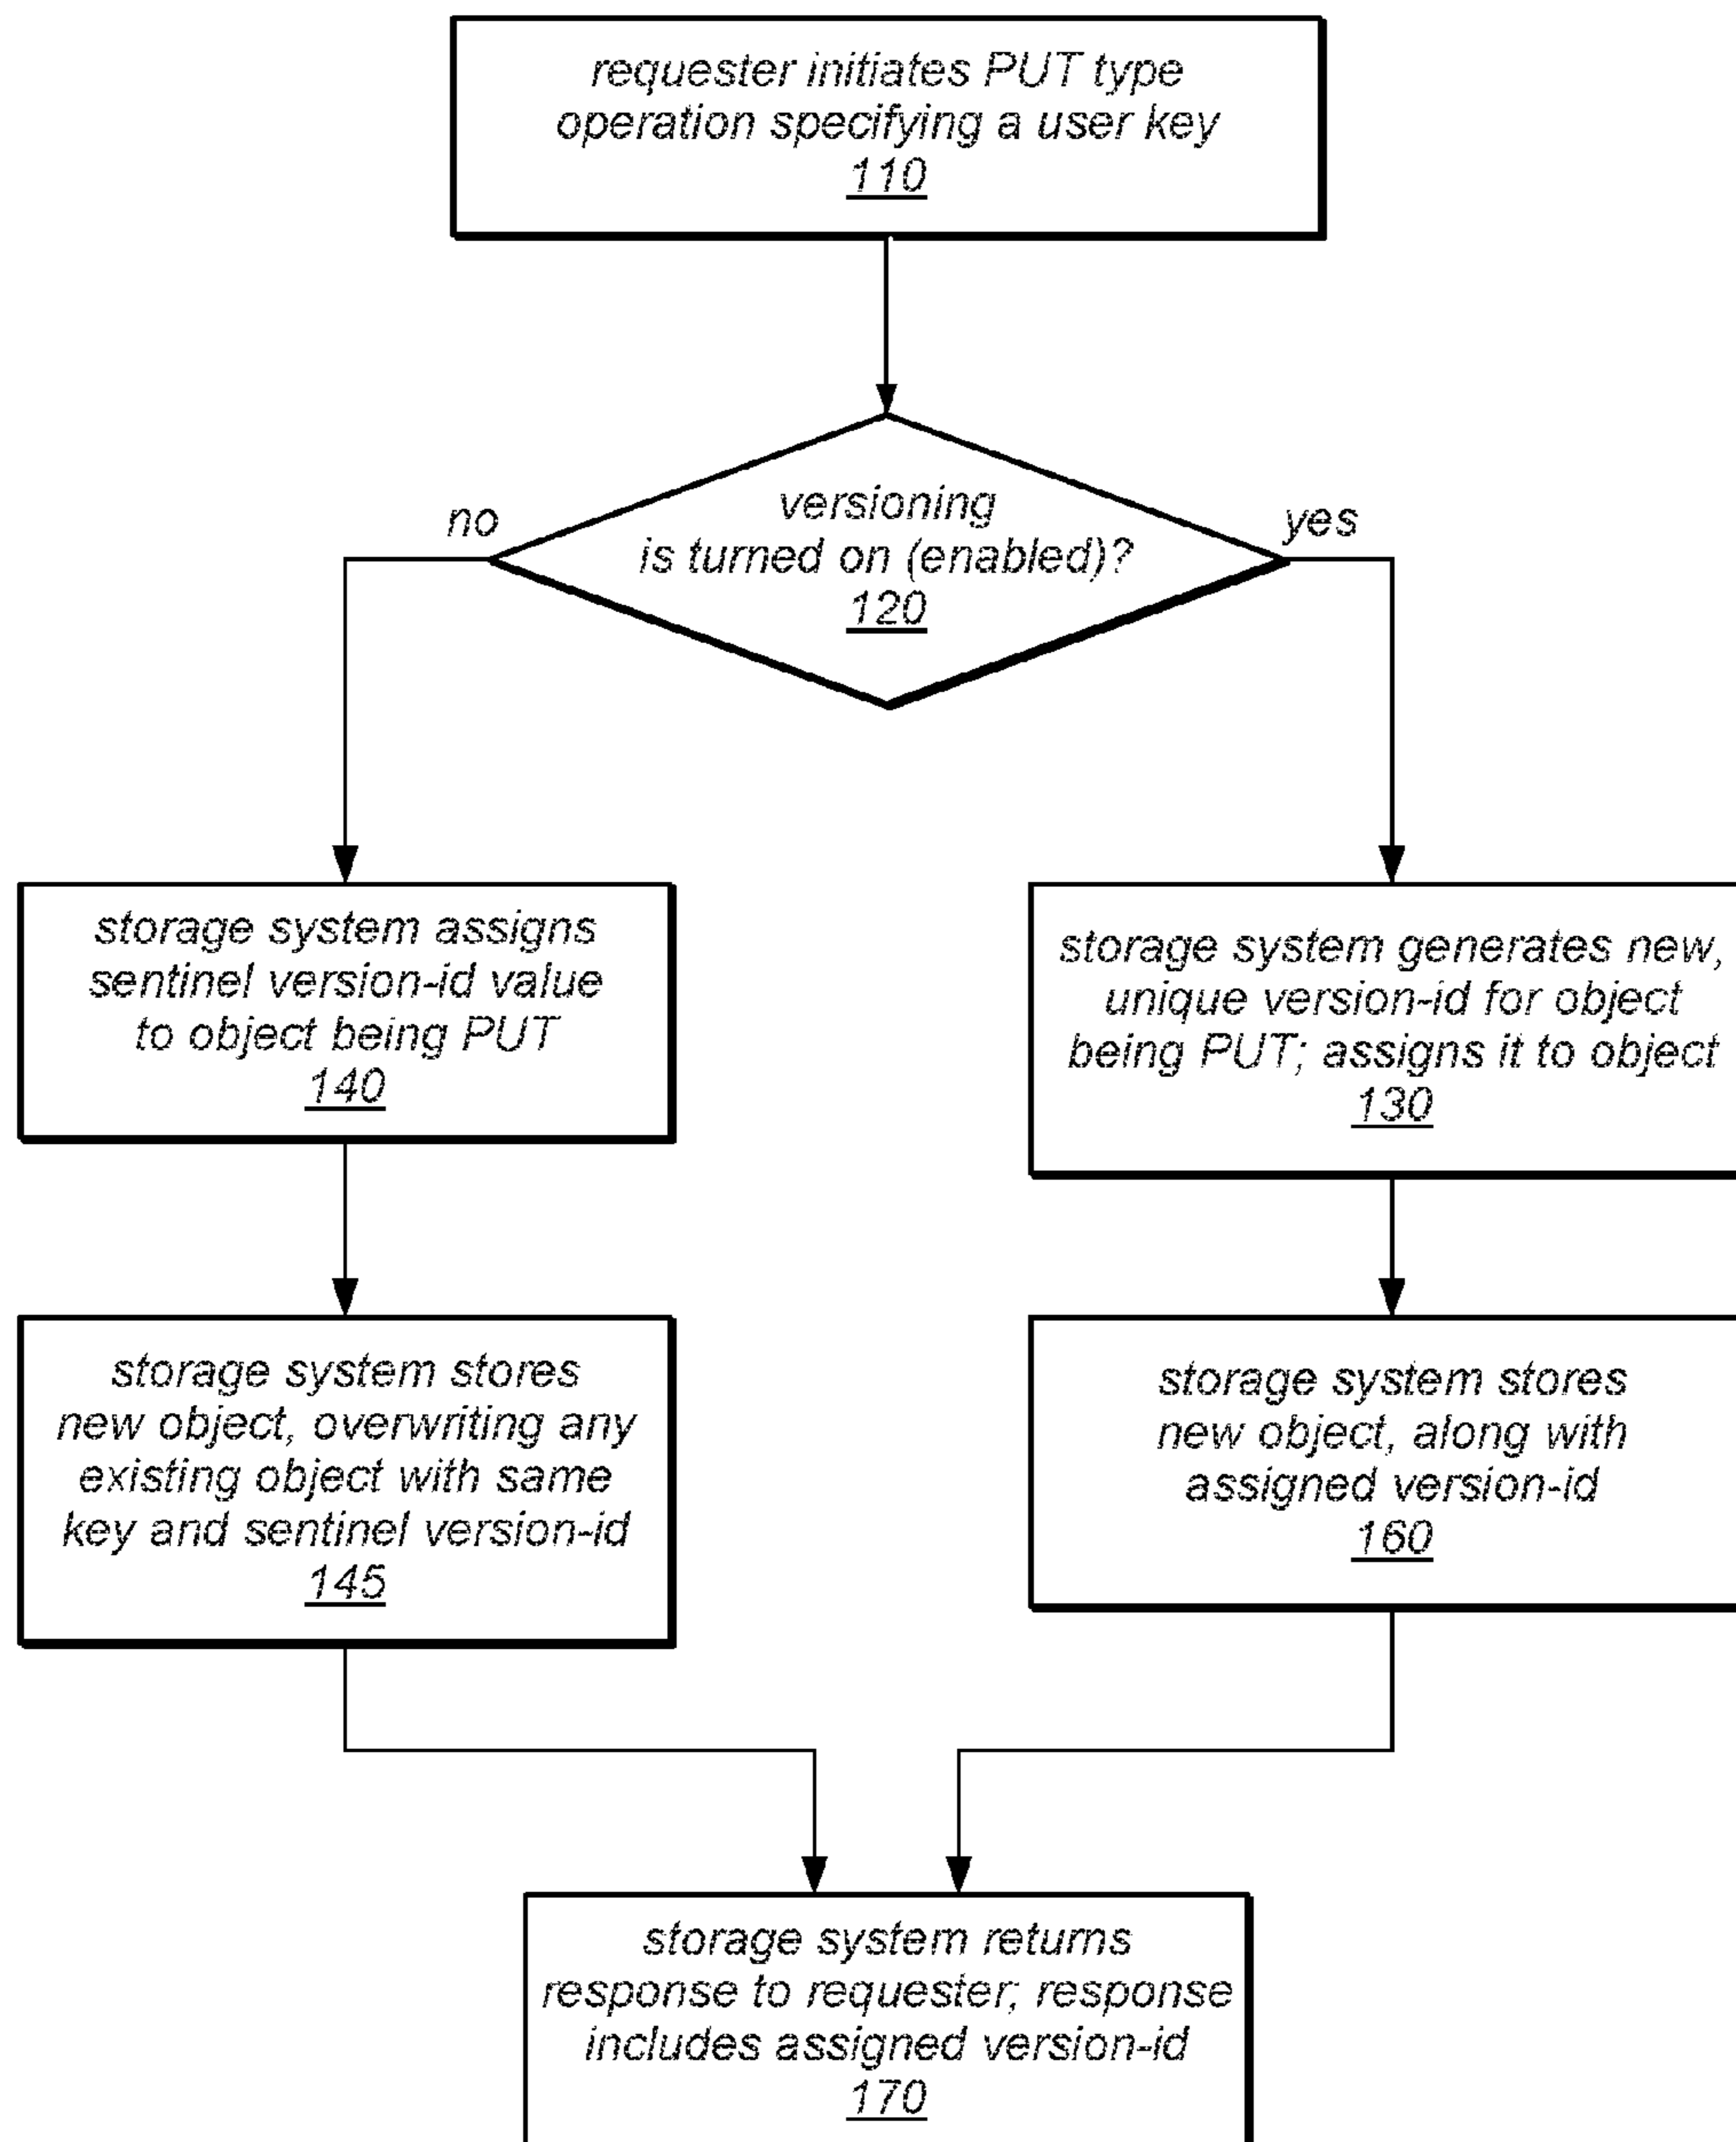 requester initiates PUT type
operation specifying a user key
110
versioning
is turned on (enabled)?
120
no
yes
storage system assigns
sentinel version-id value
to object being PUT
140
storage system generates new,
unique version-id for object
being PUT; assigns it to object
130
storage system stores
new object, overwriting any
existing object with same
key and sentinel version-id
145
storage system stores
new object, along with
assigned version-id
160
storage system returns
response to requester; response
includes assigned version-id
170